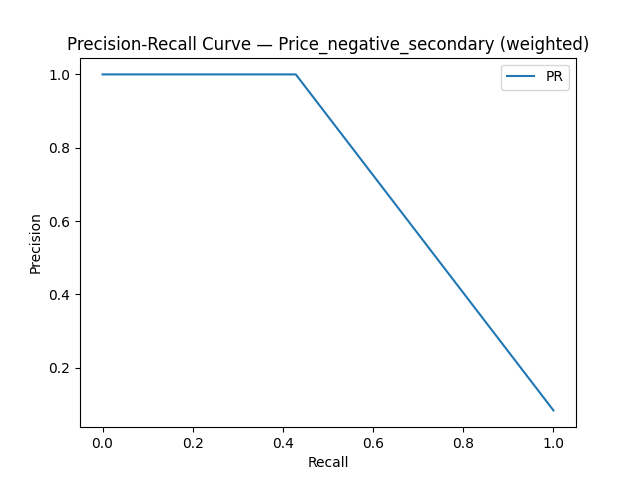 Precision-Recall Curve — Price_negative_secondary (weighted)
PR
1.0
0.8
0.6
0.4
0.2
Precision
0.0 0.2 0.4 0.6 0.8 1.0
Recall